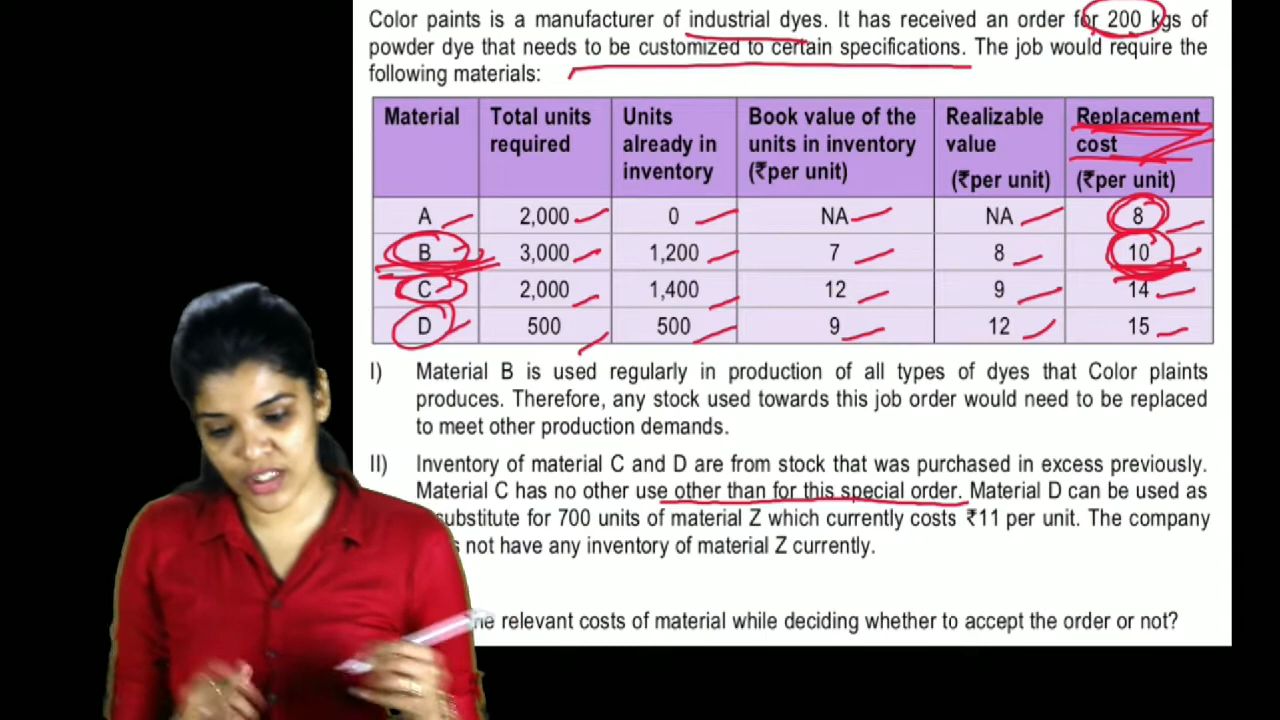 Color paints is a manufacturer of industrial dyes. It has received an order for 200 kgs of
powder dye that needs to be customized to certain specifications. The job would require the
following materials:
Material Total units required Units already in inventory Book value of the units in inventory (₹per unit) Realizable value (₹per unit) Replacement cost (₹per unit)
A 2,000 0 NA NA 8
B 3,000 1,200 7 8 10
C 2,000 1,400 12 9 14
D 500 500 9 12 15
I) Material B is used regularly in production of all types of dyes that Color plaints
produces. Therefore, any stock used towards this job order would need to be replaced
to meet other production demands.
II) Inventory of material C and D are from stock that was purchased in excess previously.
Material C has no other use other than for this special order. Material D can be used as
substitute for 700 units of material Z which currently costs ₹11 per unit. The company
not have any inventory of material Z currently.
relevant costs of material while deciding whether to accept the order or not?